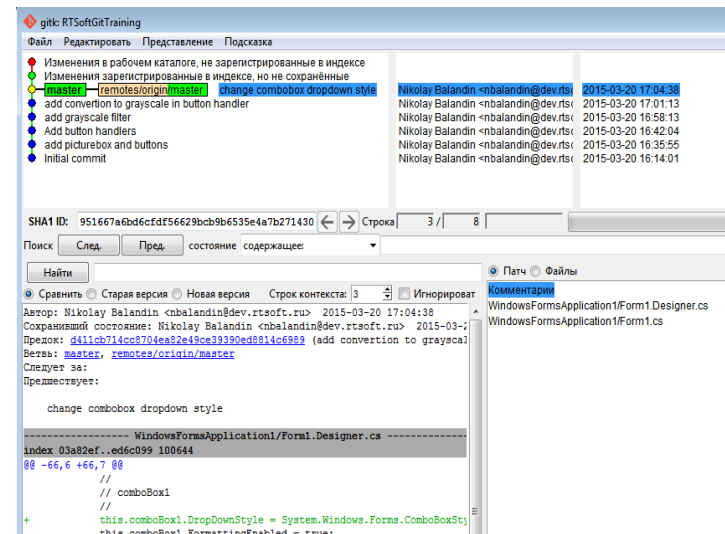 gitk: RTSoftGitTraining
Файл Редактировать Представление Подсказка
Изменения в рабочем каталоге, не зарегистрированные в индексе
Изменения зарегистрированные в индексе, но не сохранённые
master remotes/origin/master change combobox dropdown style Nikolay Balandin <nbalandin@dev.rtsc 2015-03-20 17:04:38
add convertion to grayscale in button handler Nikolay Balandin <nbalandin@dev.rtsc 2015-03-20 17:01:13
add grayscale filter Nikolay Balandin <nbalandin@dev.rtsc 2015-03-20 16:58:13
Add button handlers Nikolay Balandin <nbalandin@dev.rtsc 2015-03-20 16:42:04
add picturebox and buttons Nikolay Balandin <nbalandin@dev.rtsc 2015-03-20 16:35:55
Initial commit Nikolay Balandin <nbalandin@dev.rtsc 2015-03-20 16:14:01
SHA1 ID: 951667a6bd6cfdf56629bcb9b6535e4a7b271430 Строка 3 / 8
Поиск След. Пред. состояние содержащее:
Найти
Патч Файлы
Сравнить Старая версия Новая версия Строк контекста: 3 Игнорироват
Комментарии
WindowsFormsApplication1/Form1.Designer.cs
WindowsFormsApplication1/Form1.cs
Автор: Nikolay Balandin <nbalandin@dev.rtsoft.ru> 2015-03-20 17:04:38
Сохранивший состояние: Nikolay Balandin <nbalandin@dev.rtsoft.ru> 2015-03-2
Предок: d411cb714cc8704ea82e49ce39390ed8814c6989 (add convertion to grayscal
Ветвь: master, remotes/origin/master
Следует за:
Предшествует:
change combobox dropdown style
------------------ WindowsFormsApplication1/Form1.Designer.cs -------------
index 03a82ef..ed6c099 100644
@@ -66,6 +66,7 @@
//
// comboBox1
//
+ this.comboBox1.DropDownStyle = System.Windows.Forms.ComboBoxSty
this.comboBox1.FormattingEnabled = true;